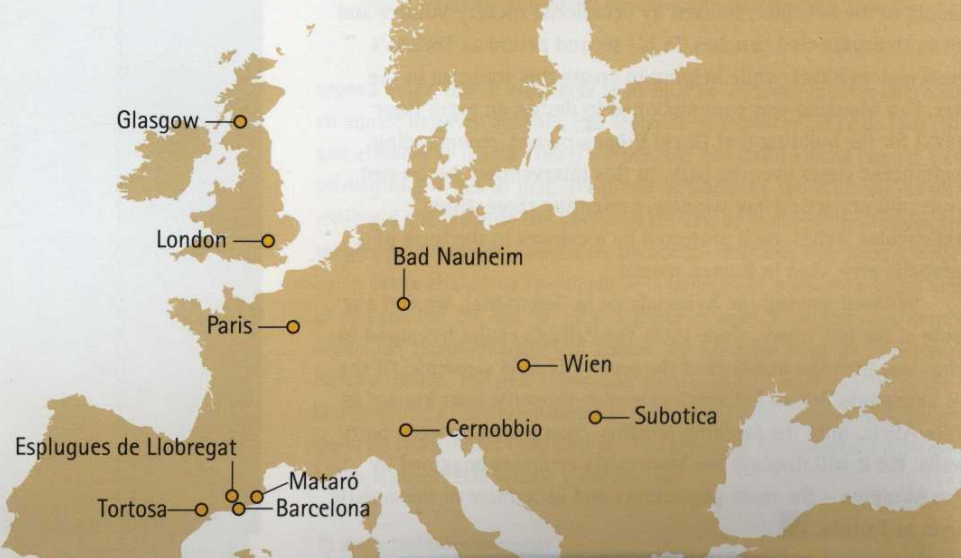 Glasgow
London
Bad Nauheim
Paris
Wien
Subotica
Cernobbio
Esplugues de Llobregat
Mataró
Tortosa
Barcelona